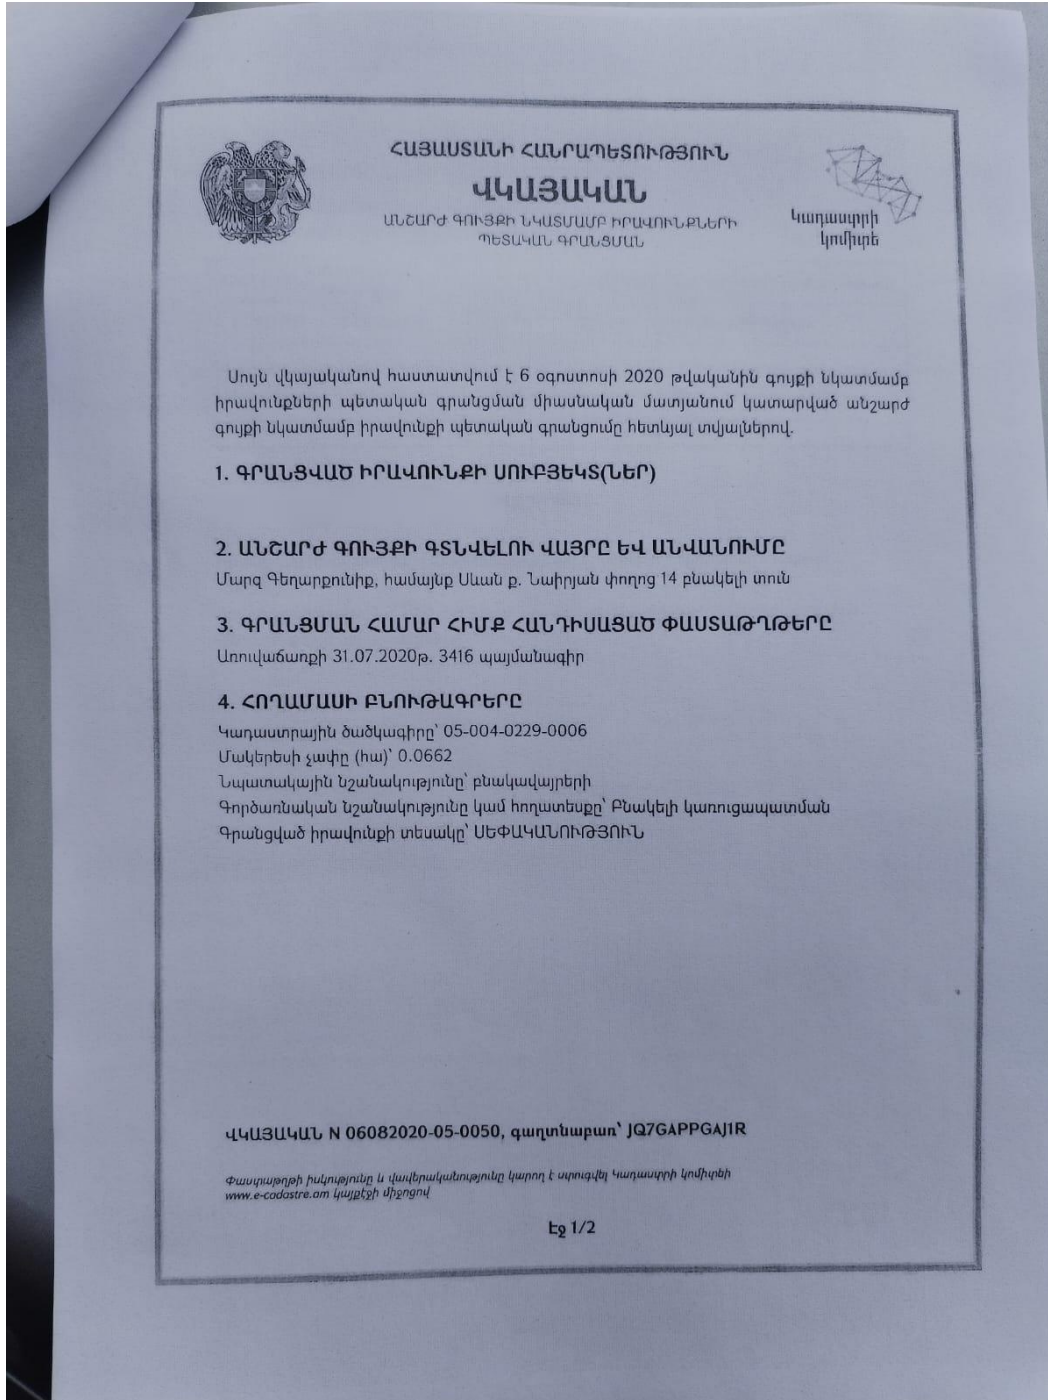 ՀԱՅԱՍՏԱՆԻ ՀԱՆՐԱՊԵՏՈՒԹՅՈՒՆ
ՎԿԱՅԱԿԱՆ
ԱՆՇԱՐԺ ԳՈՒՅՔԻ ՆԿԱՏՄԱՄԲ ԻՐԱՎՈՒՆՔՆԵՐԻ
ՊԵՏԱԿԱՆ ԳՐԱՆՑՄԱՆ
Կադաստրի
կոմիտե
Սույն վկայականով հաստատվում է 6 օգոստոսի 2020 թվականին գույքի նկատմամբ
իրավունքների պետական գրանցման միասնական մատյանում կատարված անշարժ
գույքի նկատմամբ իրավունքի պետական գրանցումը հետևյալ տվյալներով.
1. ԳՐԱՆՑՎԱԾ ԻՐԱՎՈՒՆՔԻ ՍՈՒԲՅԵԿՏ(ՆԵՐ)
2. ԱՆՇԱՐԺ ԳՈՒՅՔԻ ԳՏՆՎԵԼՈՒ ՎԱՅՐԸ ԵՎ ԱՆՎԱՆՈՒՄԸ
Մարզ Գեղարքունիք, համայնք Սևան ք. Նաիրյան փողոց 14 բնակելի տուն
3. ԳՐԱՆՑՄԱՆ ՀԱՄԱՐ ՀԻՄՔ ՀԱՆԴԻՍԱՑԱԾ ՓԱՍՏԱԹՂԹԵՐԸ
Առուվաճառքի 31.07.2020թ. 3416 պայմանագիր
4. ՀՈՂԱՄԱՍԻ ԲՆՈՒԹԱԳՐԵՐԸ
Կադաստրային ծածկագիրը՝ 05-004-0229-0006
Մակերեսի չափը (հա)՝ 0.0662
Նպատակային նշանակությունը՝ բնակավայրերի
Գործառնական նշանակությունը կամ հողատեսքը՝ Բնակելի կառուցապատման
Գրանցված իրավունքի տեսակը՝ ՍԵՓԱԿԱՆՈՒԹՅՈՒՆ
ՎԿԱՅԱԿԱՆ N 06082020-05-0050, գաղտնաբառ՝ JQ7GAPPGAJ1R
Փաստաթղթի իսկությունը և վավերականությունը կարող է ստուգվել Կադաստրի կոմիտեի
www.e-cadastre.am կայքէջի միջոցով
Էջ 1/2